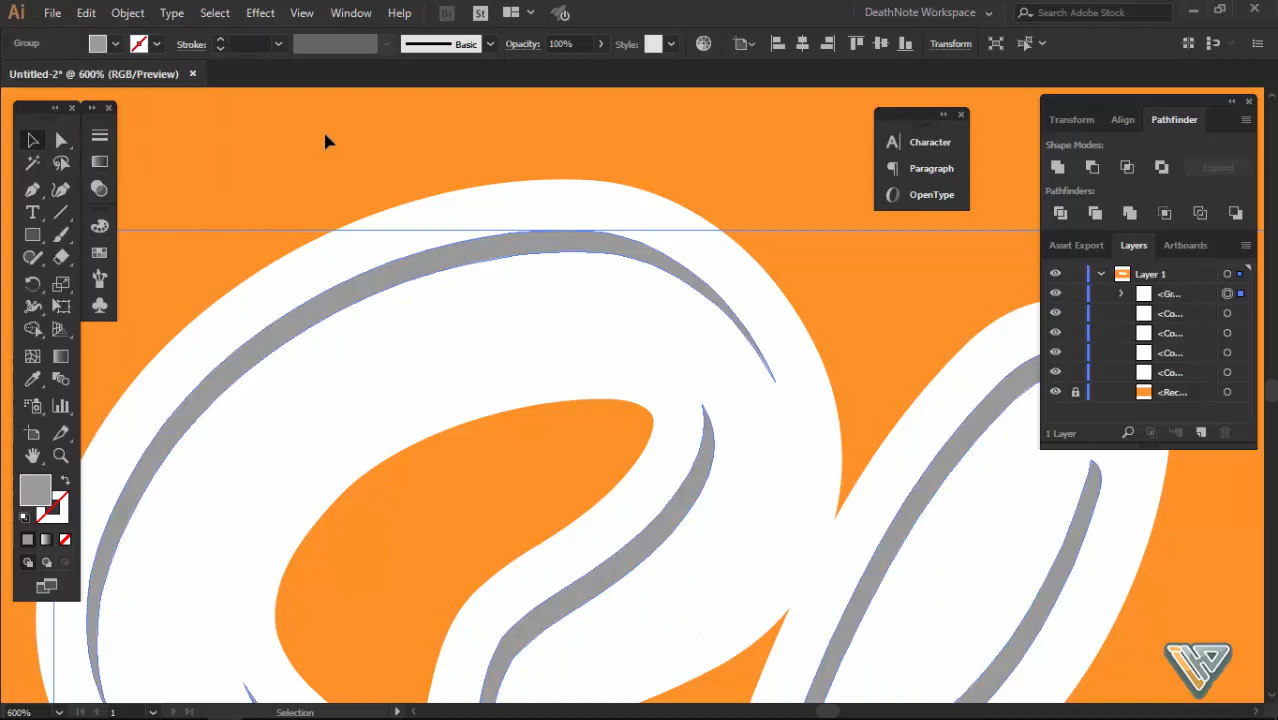 Ai File Edit Object Type Select Effect View Window Help Br St DeathNote Workspace Search Adobe Stock
Group Stroke: Basic Opacity: 100% Style: Transform
Untitled-2* @ 600% (RGB/Preview)
Character
Paragraph
OpenType
Transform Align Pathfinder
Shape Modes:
Expand
Pathfinders:
Asset Export Layers Artboards
Layer 1
<Gr...
<Co...
<Co...
<Co...
<Co...
<Rec...
1 Layer
600% 1 Selection